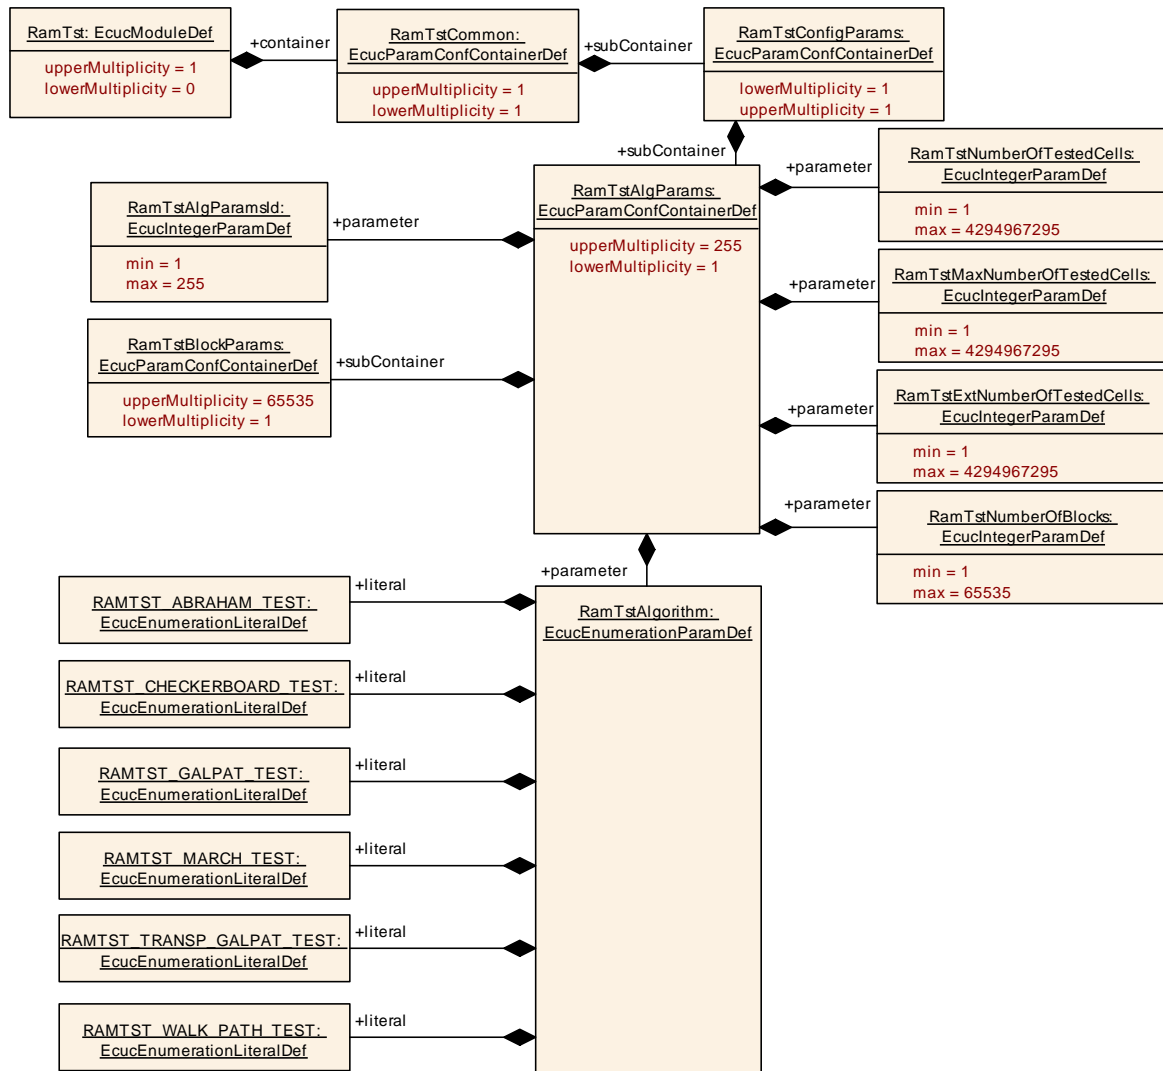 RamTst: EcucModuleDef
upperMultiplicity = 1
lowerMultiplicity = 0
+container
RamTstCommon:
EcucParamConfContainerDef
upperMultiplicity = 1
lowerMultiplicity = 1
+subContainer
RamTstConfigParams:
EcucParamConfContainerDef
lowerMultiplicity = 1
upperMultiplicity = 1
+subContainer
RamTstAlgParams:
EcucParamConfContainerDef
upperMultiplicity = 255
lowerMultiplicity = 1
+parameter
RamTstAlgParamsId:
EcucIntegerParamDef
min = 1
max = 255
+subContainer
RamTstBlockParams:
EcucParamConfContainerDef
upperMultiplicity = 65535
lowerMultiplicity = 1
+parameter
RamTstNumberOfTestedCells:
EcucIntegerParamDef
min = 1
max = 4294967295
+parameter
RamTstMaxNumberOfTestedCells:
EcucIntegerParamDef
min = 1
max = 4294967295
+parameter
RamTstExtNumberOfTestedCells:
EcucIntegerParamDef
min = 1
max = 4294967295
+parameter
RamTstNumberOfBlocks:
EcucIntegerParamDef
min = 1
max = 65535
+parameter
RamTstAlgorithm:
EcucEnumerationParamDef
+literal
RAMTST_ABRAHAM_TEST:
EcucEnumerationLiteralDef
+literal
RAMTST_CHECKERBOARD_TEST:
EcucEnumerationLiteralDef
+literal
RAMTST_GALPAT_TEST:
EcucEnumerationLiteralDef
+literal
RAMTST_MARCH_TEST:
EcucEnumerationLiteralDef
+literal
RAMTST_TRANSP_GALPAT_TEST:
EcucEnumerationLiteralDef
+literal
RAMTST_WALK_PATH_TEST:
EcucEnumerationLiteralDef